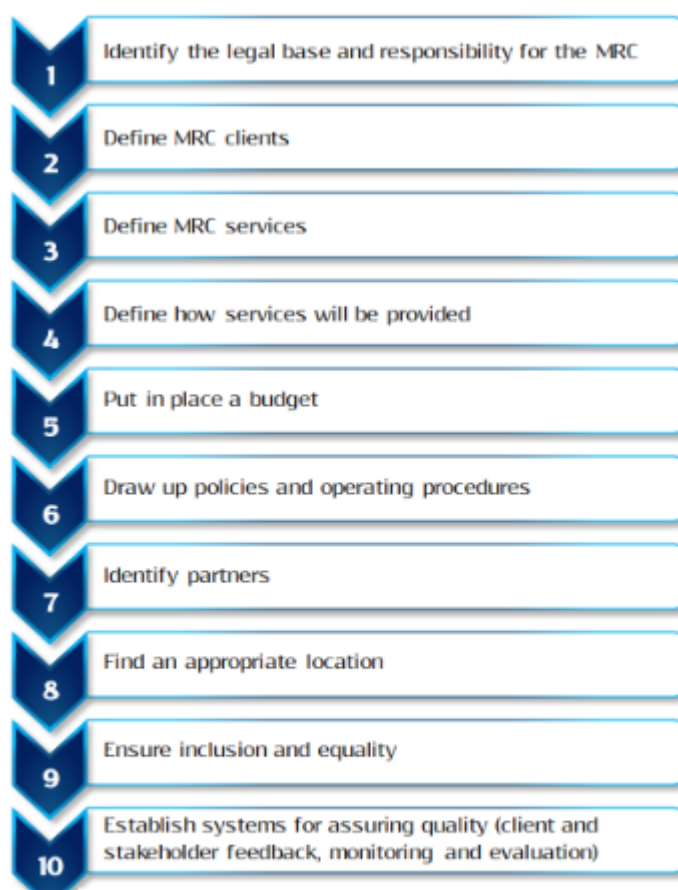 1
Identify the legal base and responsibility for the MRC
2
Define MRC clients
3
Define MRC services
4
Define how services will be provided
5
Put in place a budget
6
Draw up policies and operating procedures
7
Identify partners
8
Find an appropriate location
9
Ensure inclusion and equality
10
Establish systems for assuring quality (client and
stakeholder feedback, monitoring and evaluation)